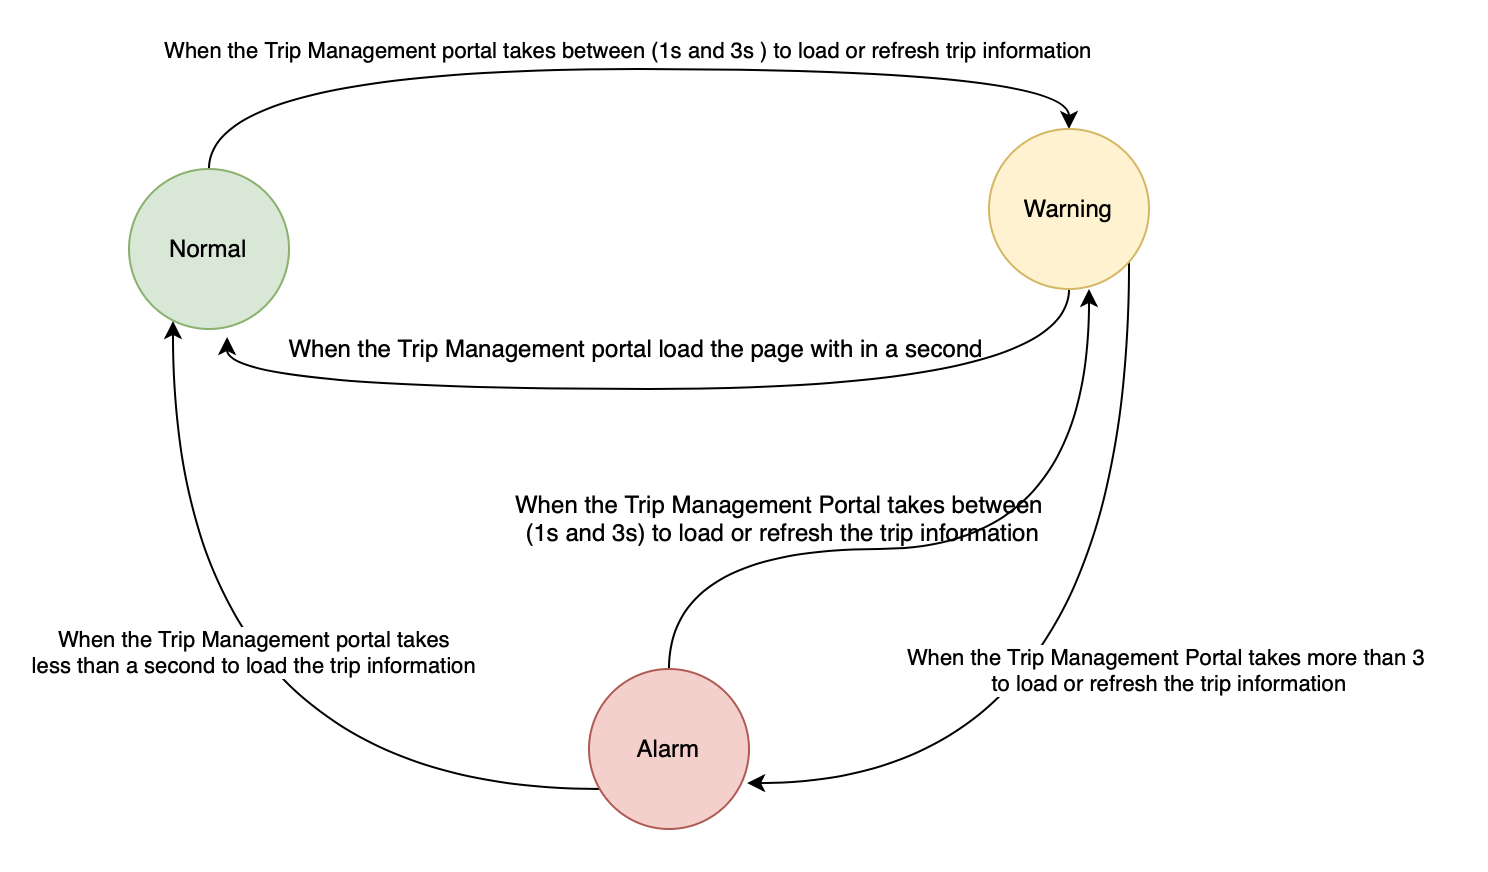 When the Trip Management portal takes between (1s and 3s ) to load or refresh trip information
Warning
Normal
When the Trip Management portal load the page with in a second
When the Trip Management Portal takes between
(1s and 3s) to load or refresh the trip information
When the Trip Management portal takes
less than a second to load the trip information
When the Trip Management Portal takes more than 3
to load or refresh the trip information
Alarm